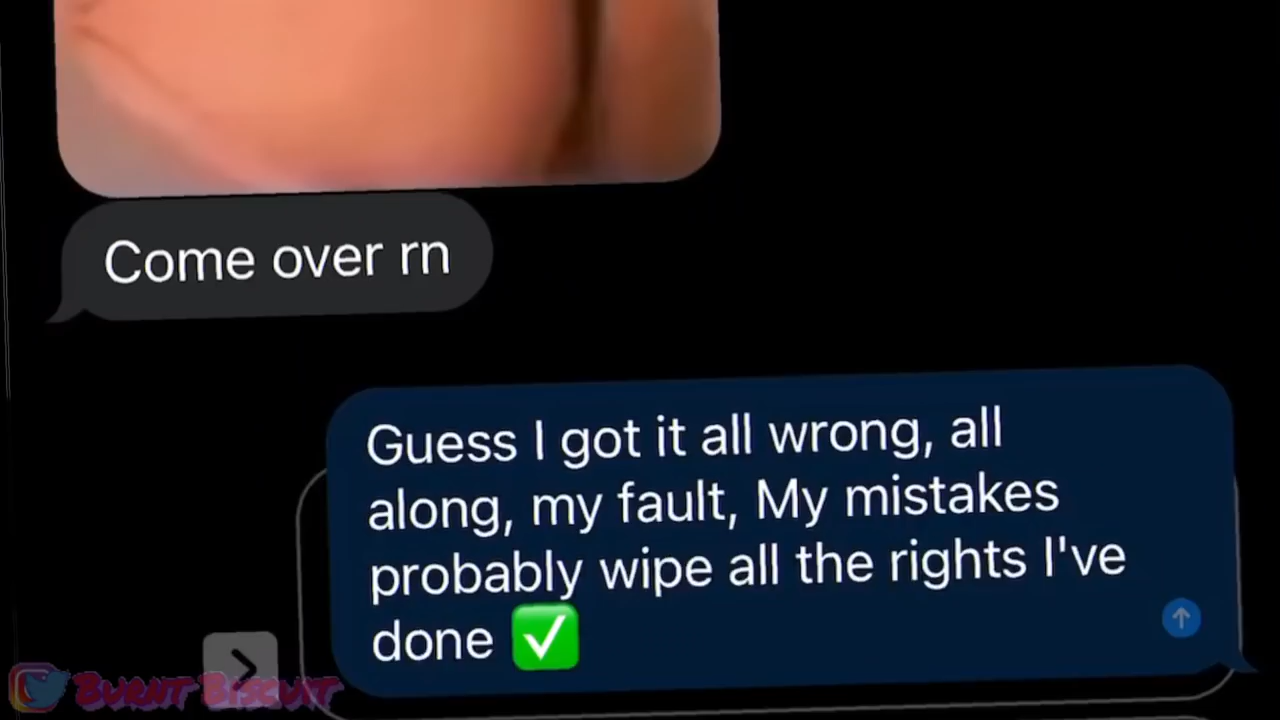 Come over rn
Guess I got it all wrong, all
along, my fault, My mistakes
probably wipe all the rights I've
done ✅
BURNT BISCUIT